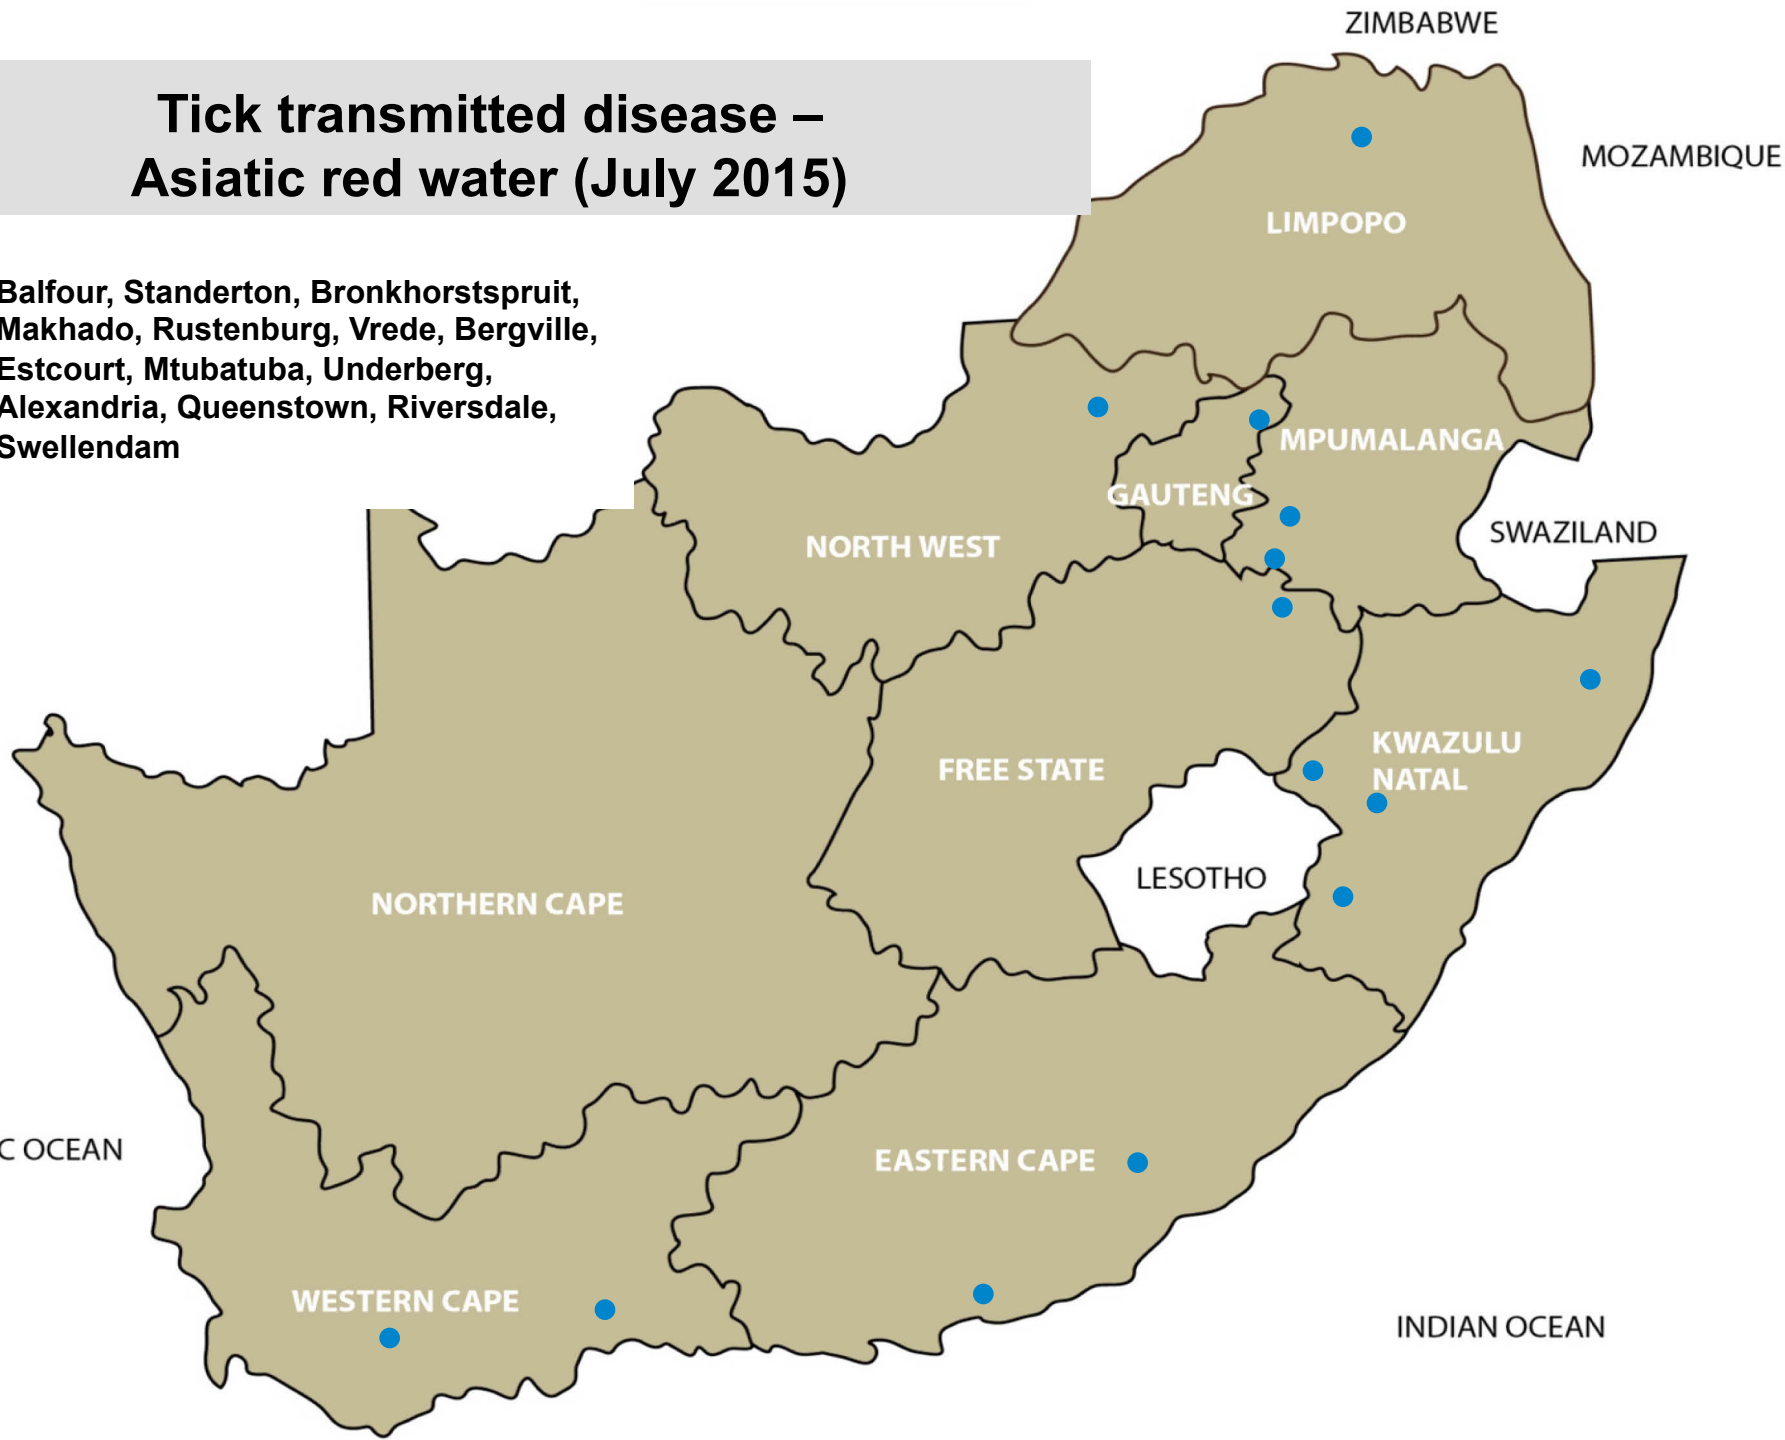 ZIMBABWE
Tick transmitted disease –
Asiatic red water (July 2015)
MOZAMBIQUE
LIMPOPO
Balfour, Standerton, Bronkhorstspruit,
Makhado, Rustenburg, Vrede, Bergville,
Estcourt, Mtubatuba, Underberg,
Alexandria, Queenstown, Riversdale,
Swellendam
MPUMALANGA
GAUTENG
SWAZILAND
NORTH WEST
KWAZULU
NATAL
FREE STATE
LESOTHO
NORTHERN CAPE
C OCEAN
EASTERN CAPE
WESTERN CAPE
INDIAN OCEAN